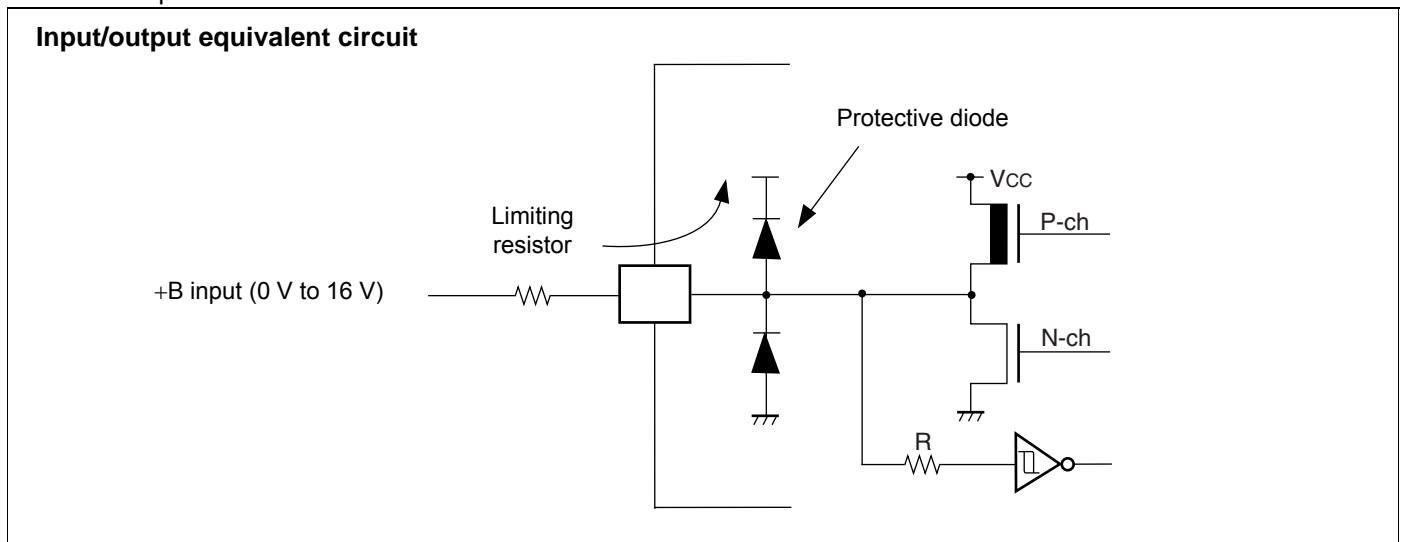 Input/output equivalent circuit
Protective diode
VCC
Limiting
resistor
P-ch
+B input (0 V to 16 V)
N-ch
R